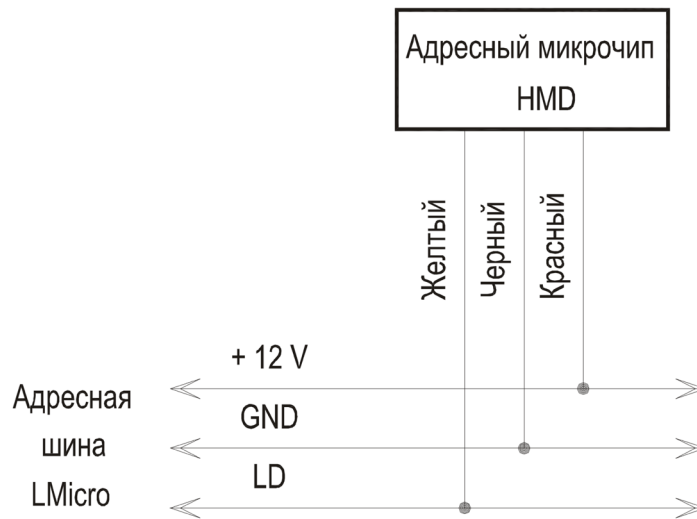 Адресный микрочип
HMD
Желтый
Черный
Красный
+ 12 V
GND
LD
Адресная
шина
LMicro